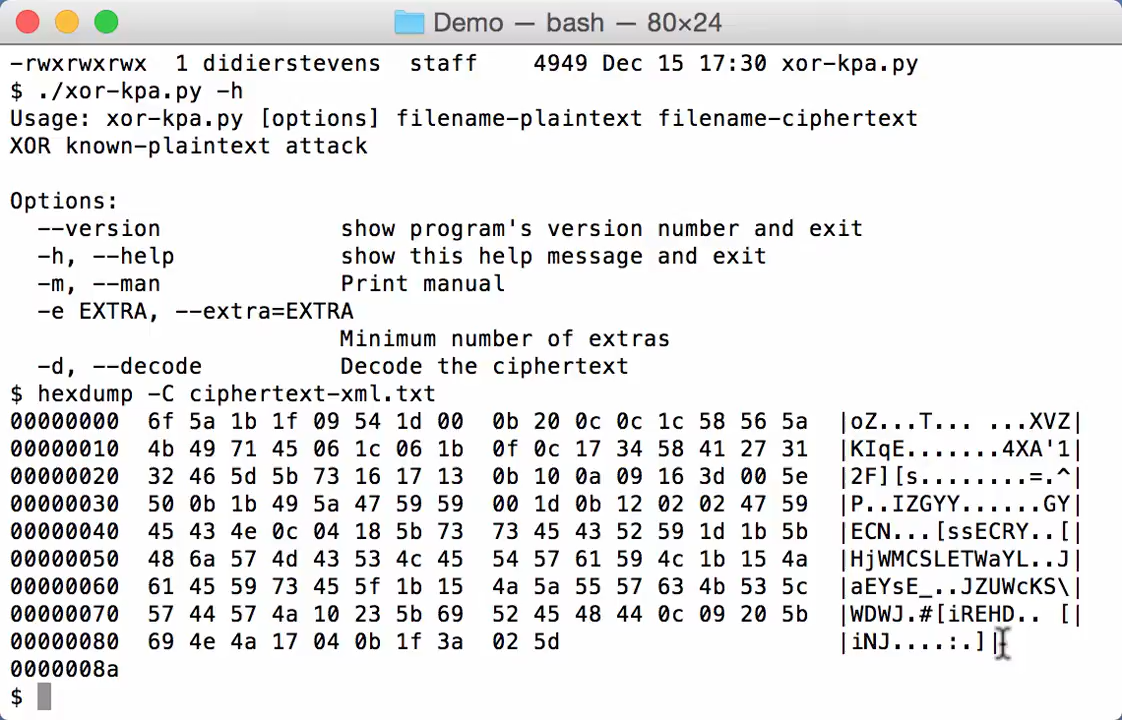 Demo — bash — 80×24
-rwxrwxrwx  1 didierstevens  staff    4949 Dec 15 17:30 xor-kpa.py
$ ./xor-kpa.py -h
Usage: xor-kpa.py [options] filename-plaintext filename-ciphertext
XOR known-plaintext attack
Options:
  --version             show program's version number and exit
  -h, --help            show this help message and exit
  -m, --man             Print manual
  -e EXTRA, --extra=EXTRA
                        Minimum number of extras
  -d, --decode          Decode the ciphertext
$ hexdump -C ciphertext-xml.txt
00000000  6f 5a 1b 1f 09 54 1d 00  0b 20 0c 0c 1c 58 56 5a  |oZ...T... ...XVZ|
00000010  4b 49 71 45 06 1c 06 1b  0f 0c 17 34 58 41 27 31  |KIqE.......4XA'1|
00000020  32 46 5d 5b 73 16 17 13  0b 10 0a 09 16 3d 00 5e  |2F][s........=.^|
00000030  50 0b 1b 49 5a 47 59 59  00 1d 0b 12 02 02 47 59  |P..IZGYY......GY|
00000040  45 43 4e 0c 04 18 5b 73  73 45 43 52 59 1d 1b 5b  |ECN...[ssECRY..[|
00000050  48 6a 57 4d 43 53 4c 45  54 57 61 59 4c 1b 15 4a  |HjWMCSLETWaYL..J|
00000060  61 45 59 73 45 5f 1b 15  4a 5a 55 57 63 4b 53 5c  |aEYsE_..JZUWcKS\|
00000070  57 44 57 4a 10 23 5b 69  52 45 48 44 0c 09 20 5b  |WDWJ.#[iREHD.. [|
00000080  69 4e 4a 17 04 0b 1f 3a  02 5d                    |iNJ....:.]|
0000008a
$